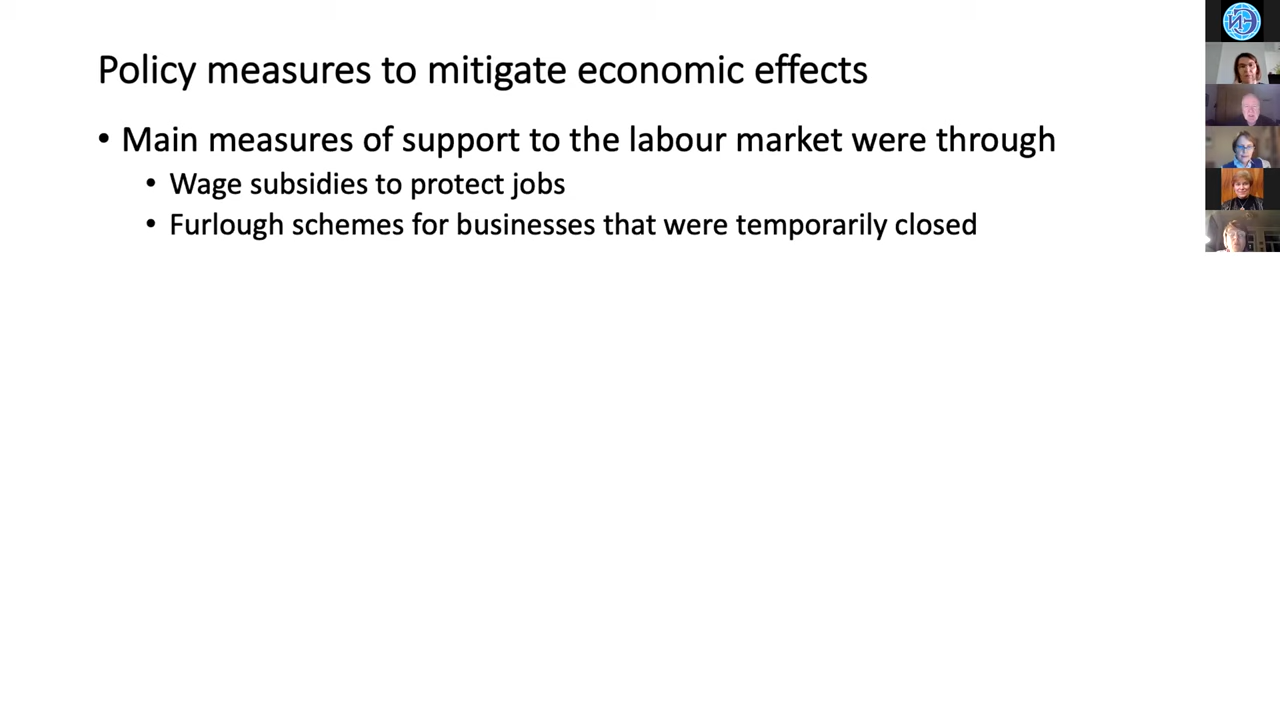 Policy measures to mitigate economic effects
• Main measures of support to the labour market were through
• Wage subsidies to protect jobs
• Furlough schemes for businesses that were temporarily closed